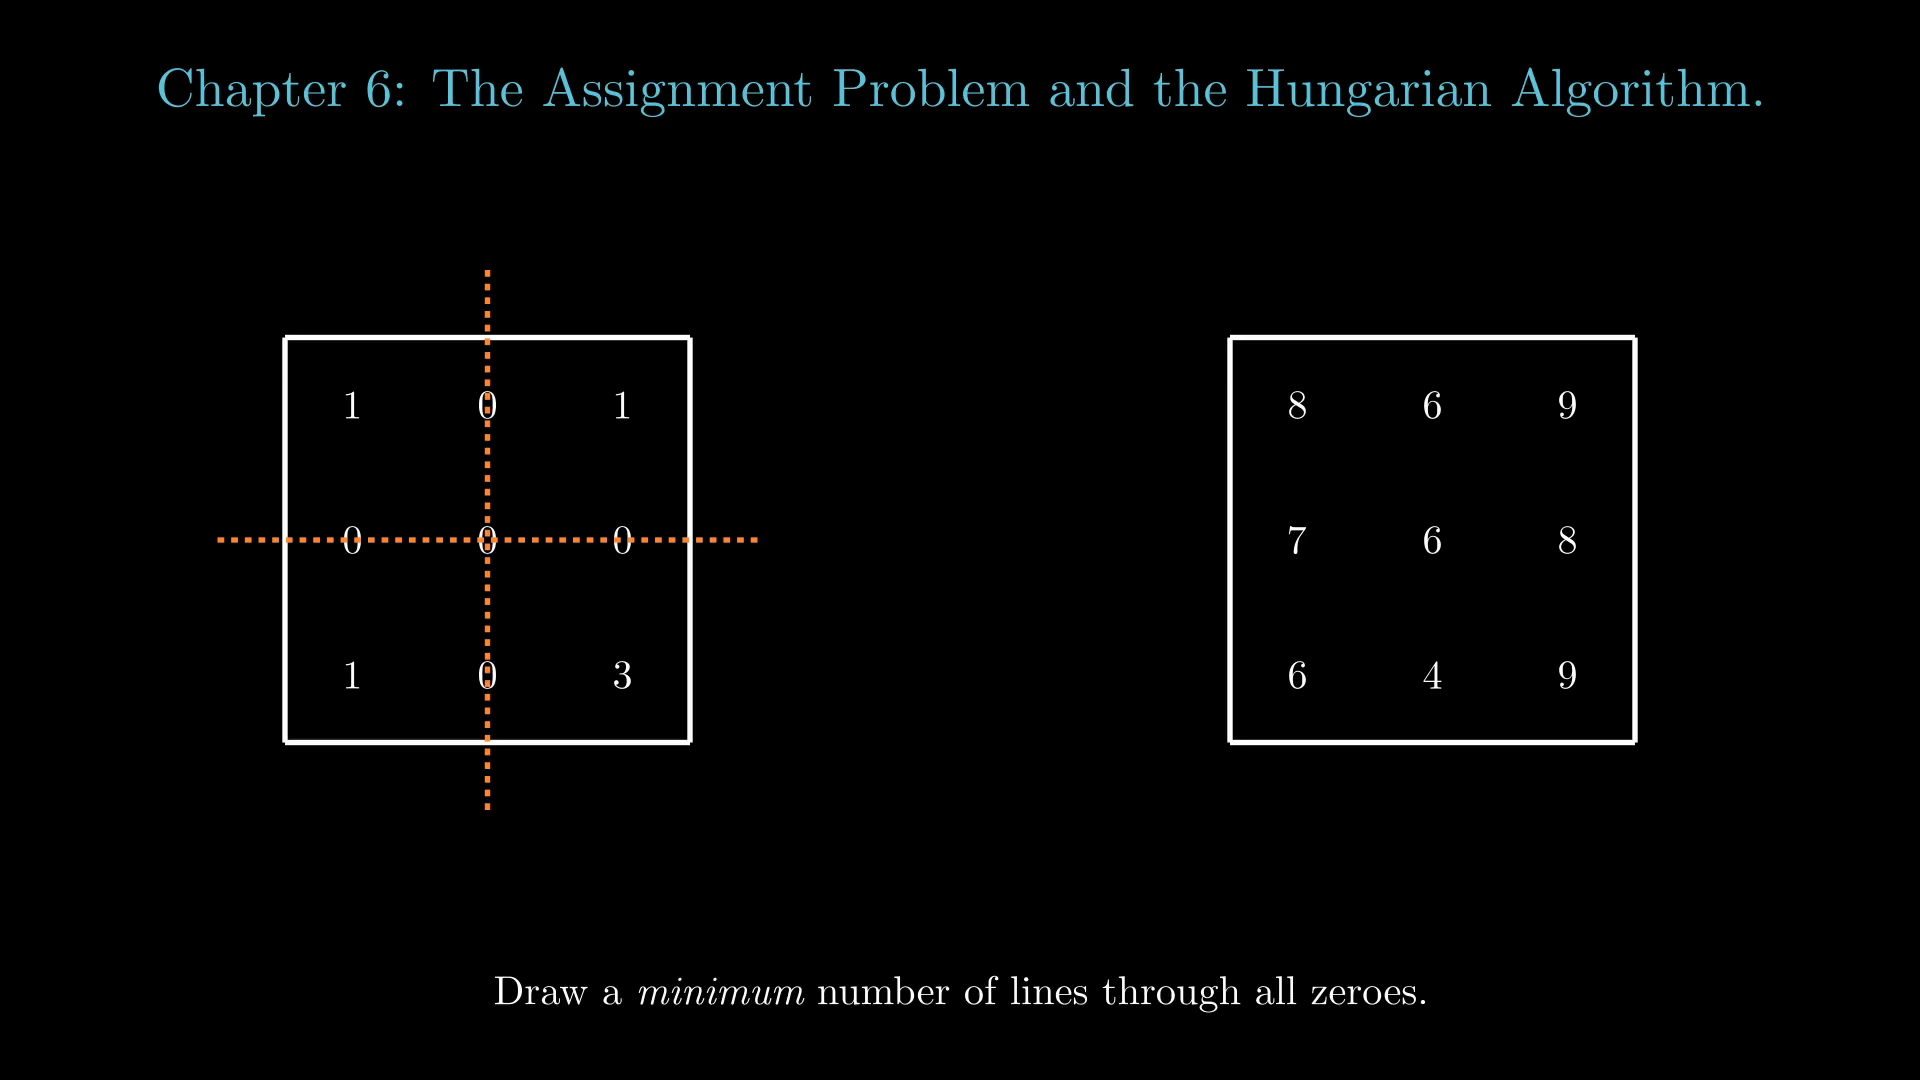 Chapter 6: The Assignment Problem and the Hungarian Algorithm.
1 0 1
0 0 0
1 0 3
8 6 9
7 6 8
6 4 9
Draw a minimum number of lines through all zeroes.